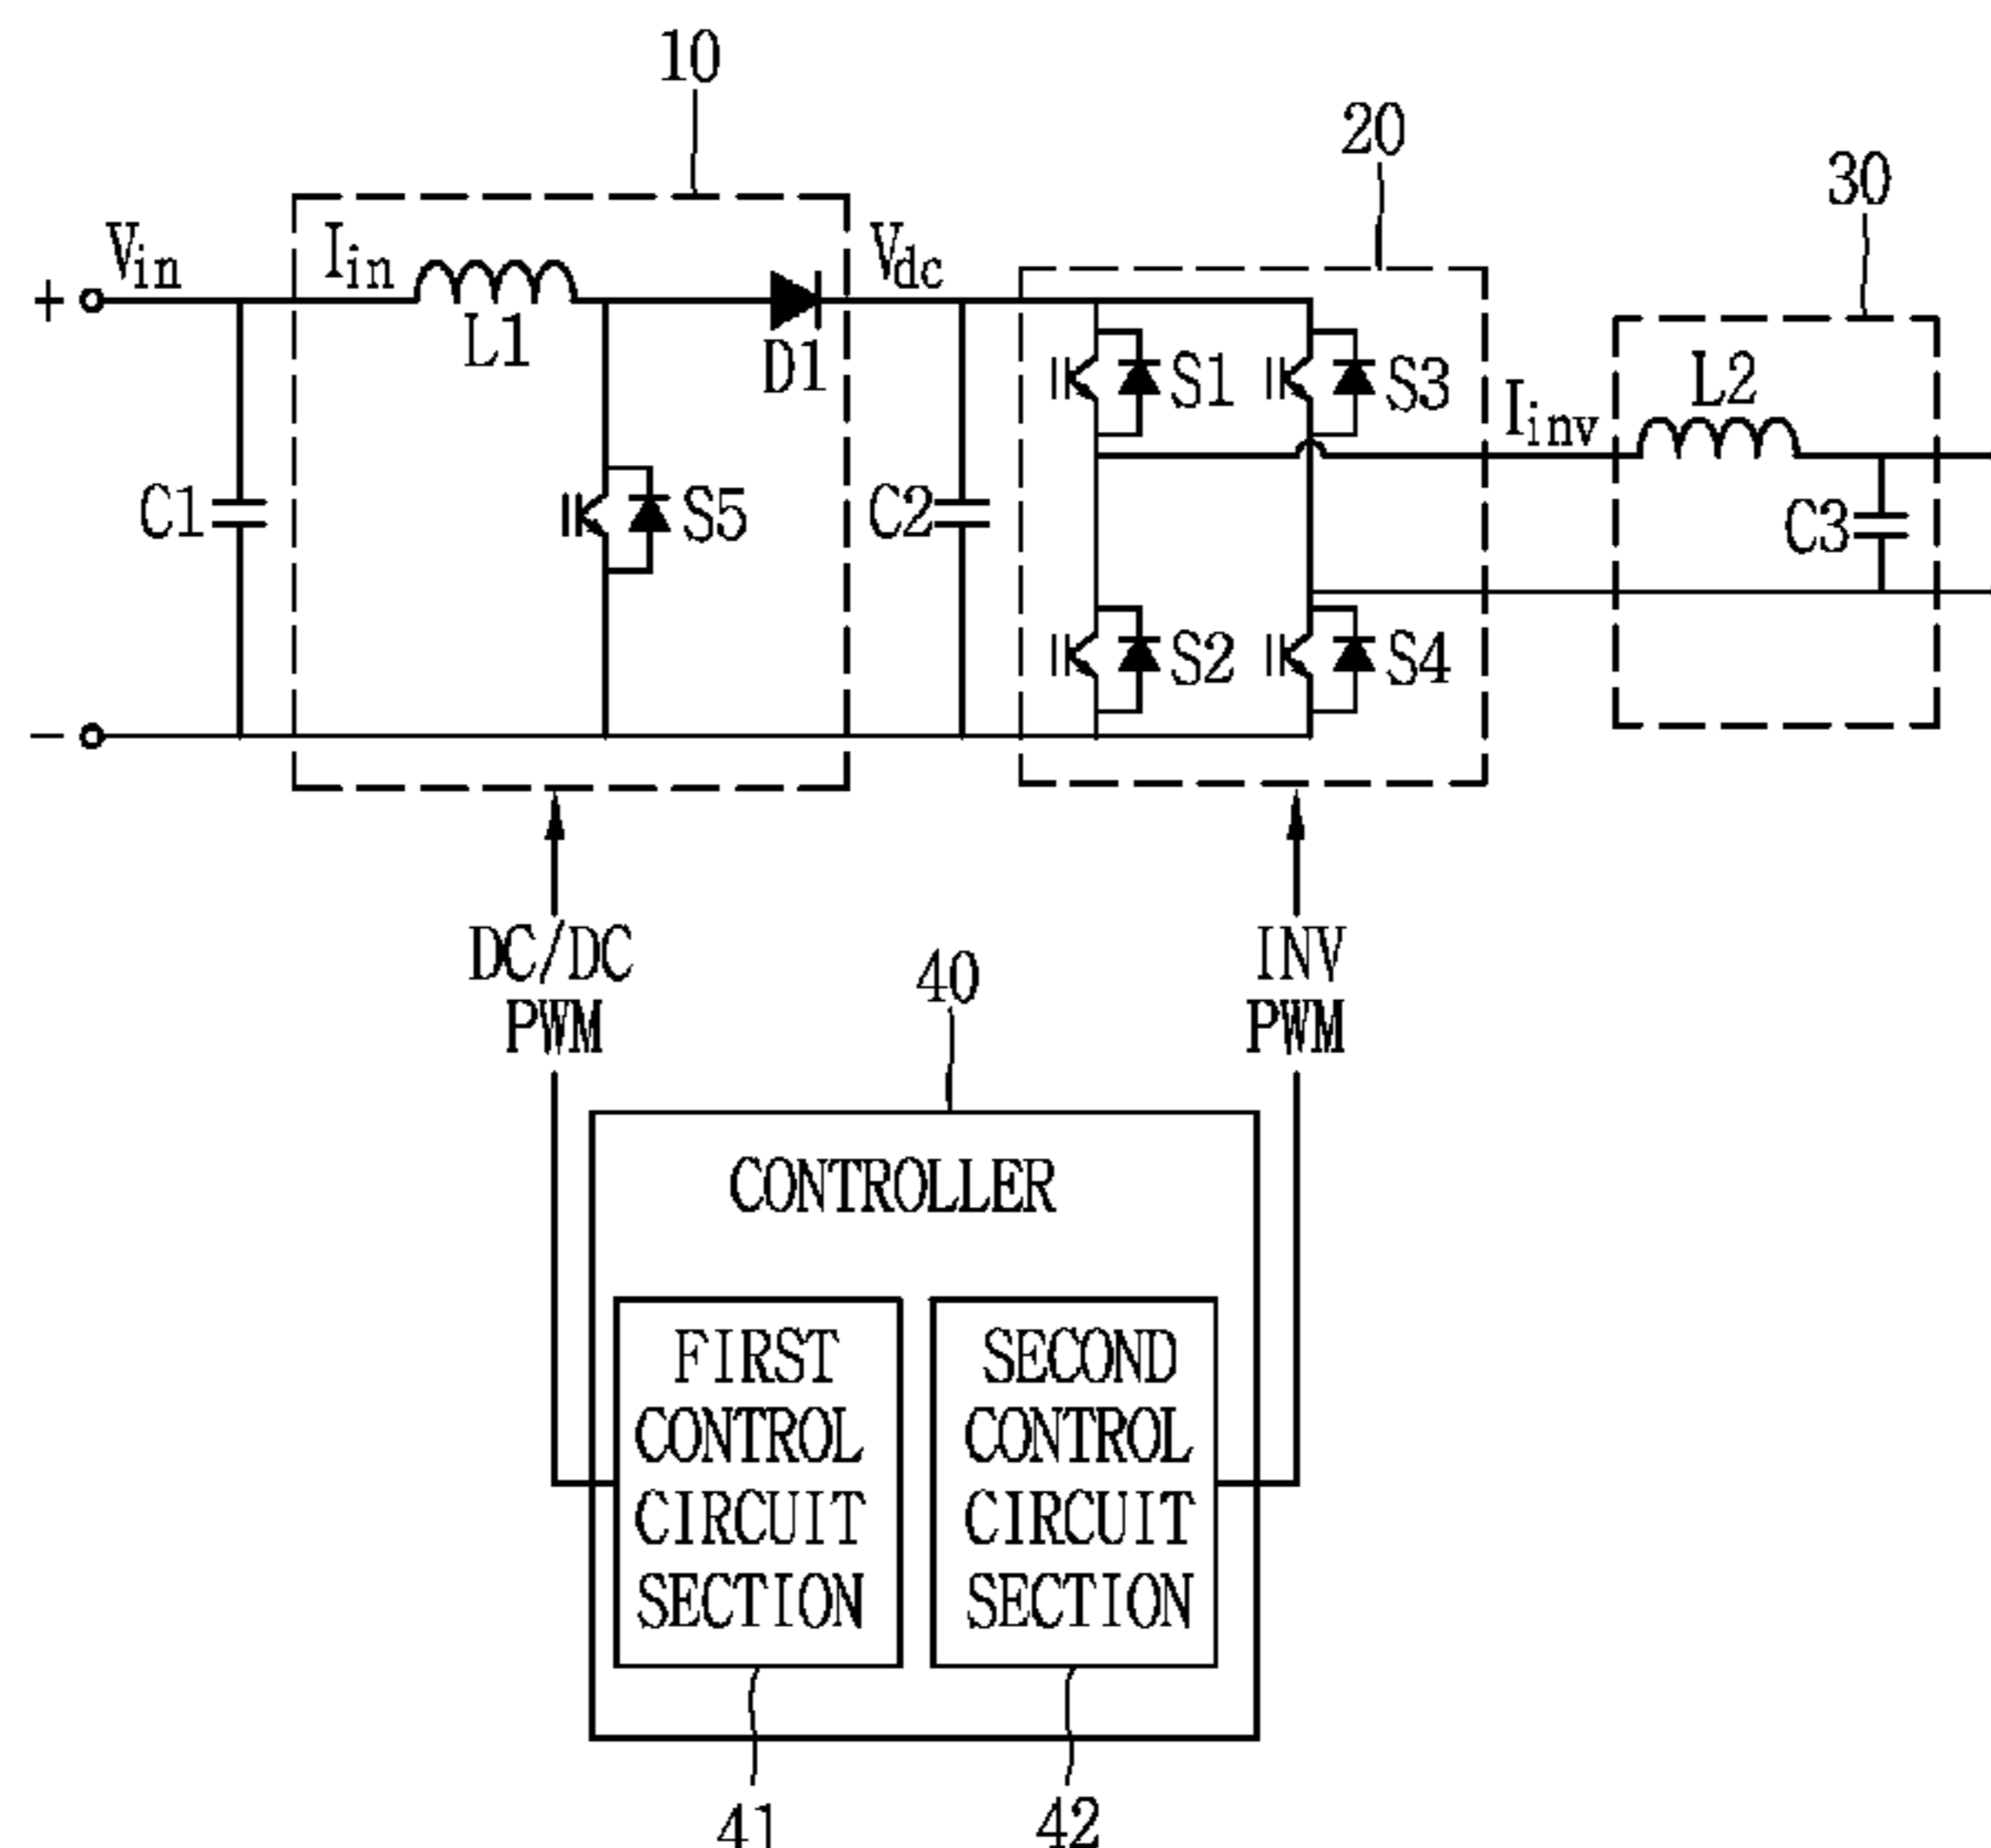 10
20
30
+
Vin
Iin
Vdc
L1
D1
S1
S3
Iinv
L2
C1
S5
C2
C3
S2
S4
−
DC/DC
PWM
INV
PWM
40
CONTROLLER
FIRST
CONTROL
CIRCUIT
SECTION
SECOND
CONTROL
CIRCUIT
SECTION
41
42